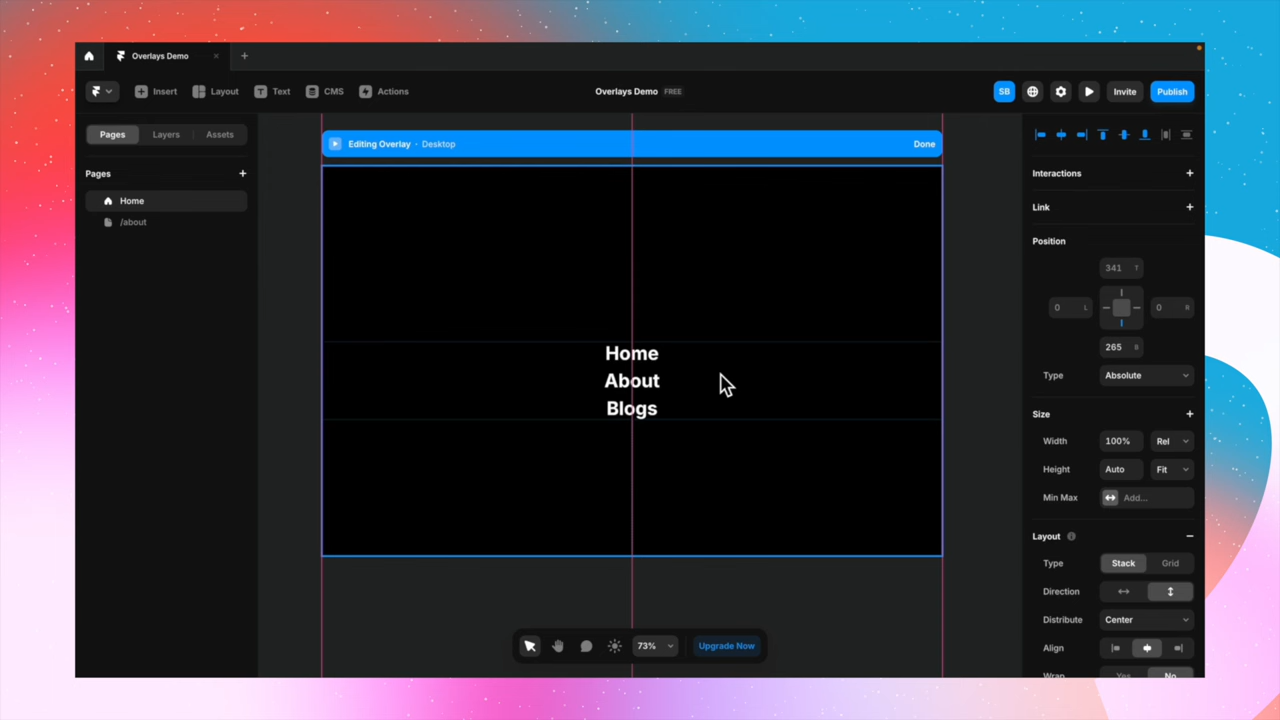 Overlays Demo
Insert Layout Text CMS Actions
Overlays Demo FREE
SB Invite Publish
Pages Layers Assets
Pages
Home
/about
Editing Overlay · Desktop Done
Home
About
Blogs
73% Upgrade Now
Interactions
Link
Position
341 T
0 L 0 R
265 B
Type Absolute
Size
Width 100% Rel
Height Auto Fit
Min Max Add...
Layout
Type Stack Grid
Direction
Distribute Center
Align
Wrap Yes No